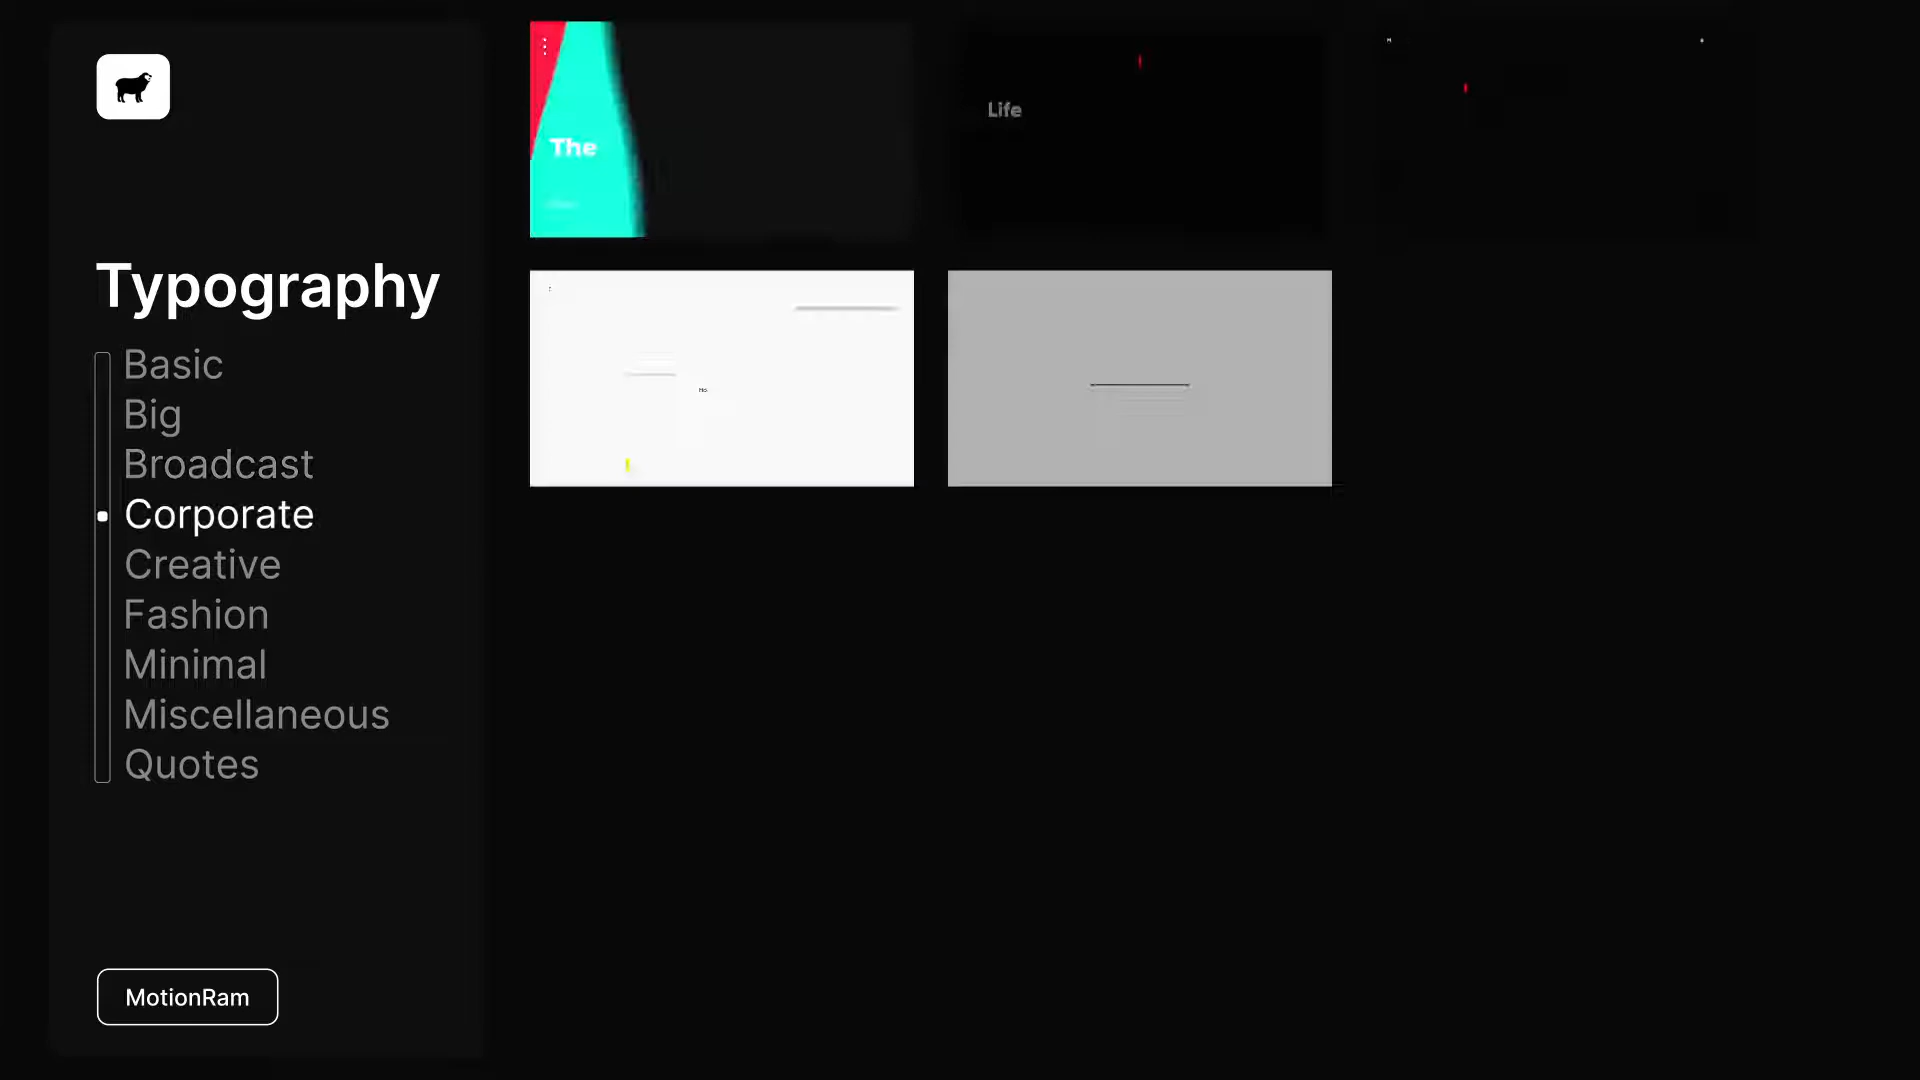 Typography
Basic
Big
Broadcast
Corporate
Creative
Fashion
Minimal
Miscellaneous
Quotes
MotionRam
The
Life